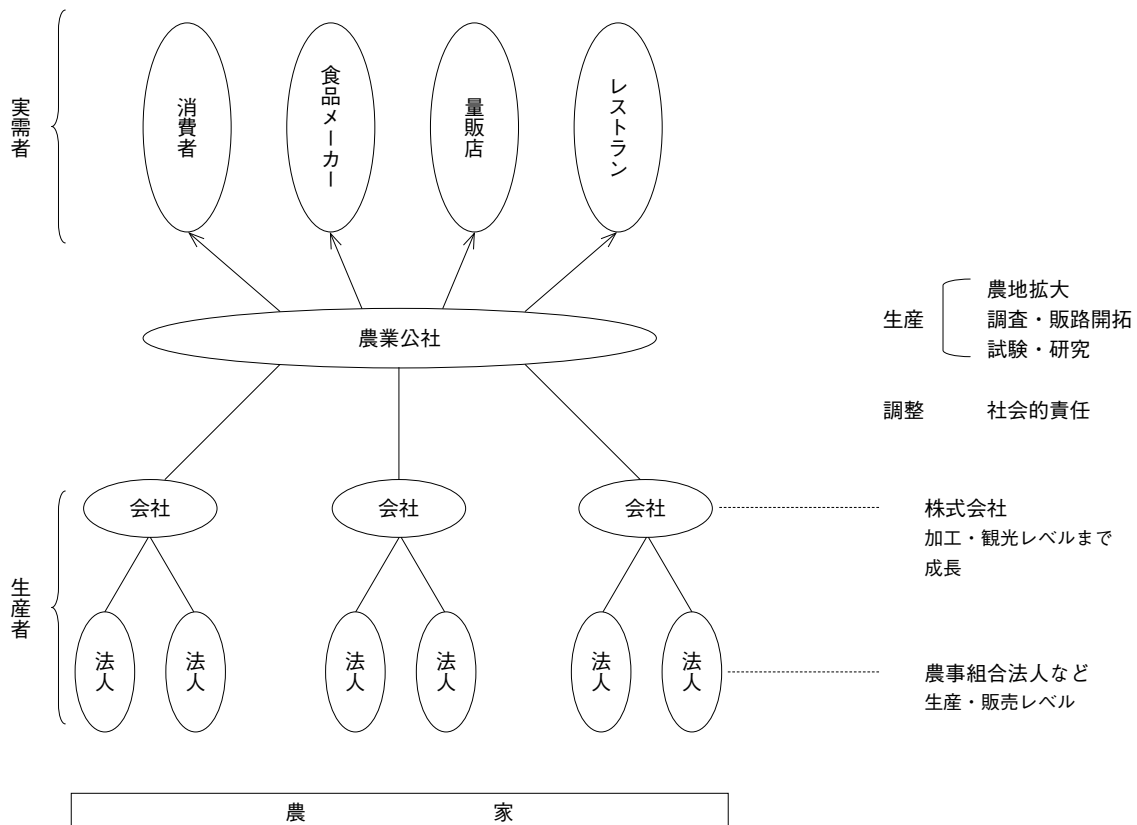 実需者
消費者
食品メーカー
量販店
レストラン
農業公社
生産
農地拡大
調査・販路開拓
試験・研究
調整 社会的責任
生産者
会社
会社
会社
株式会社
加工・観光レベルまで
成長
法人
法人
法人
法人
法人
法人
農事組合法人など
生産・販売レベル
農 家